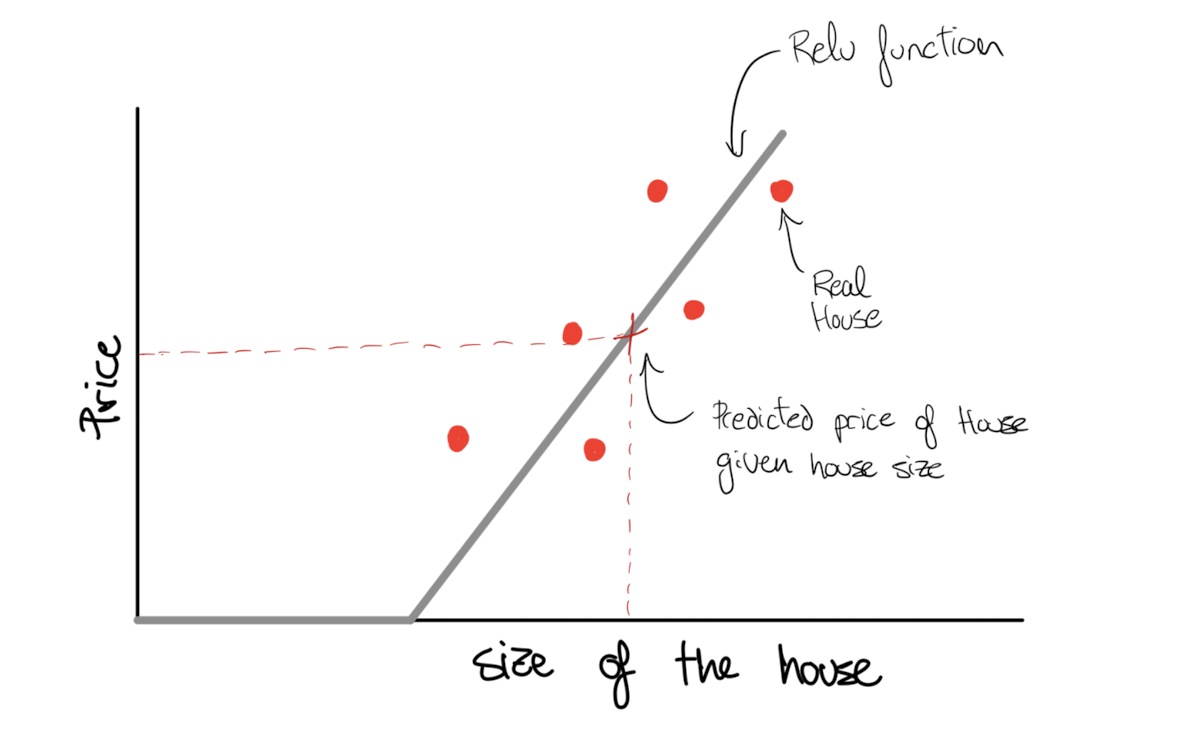 Relu function
Real
House
Price
Predicted price of House
given house size
size of the house